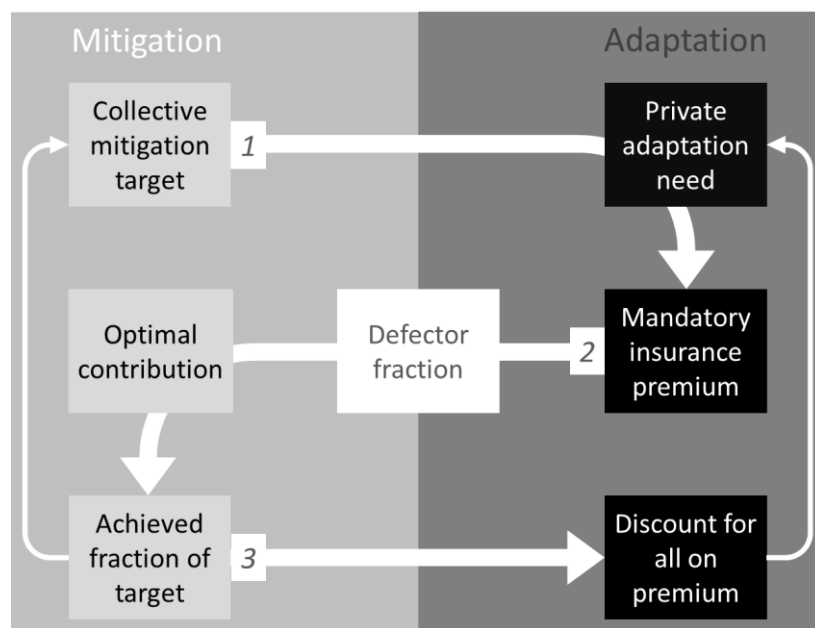 Mitigation
Adaptation
Collective
mitigation
target
1
Private
adaptation
need
Optimal
contribution
Defector
fraction
2
Mandatory
insurance
premium
Achieved
fraction of
target
3
Discount for
all on
premium